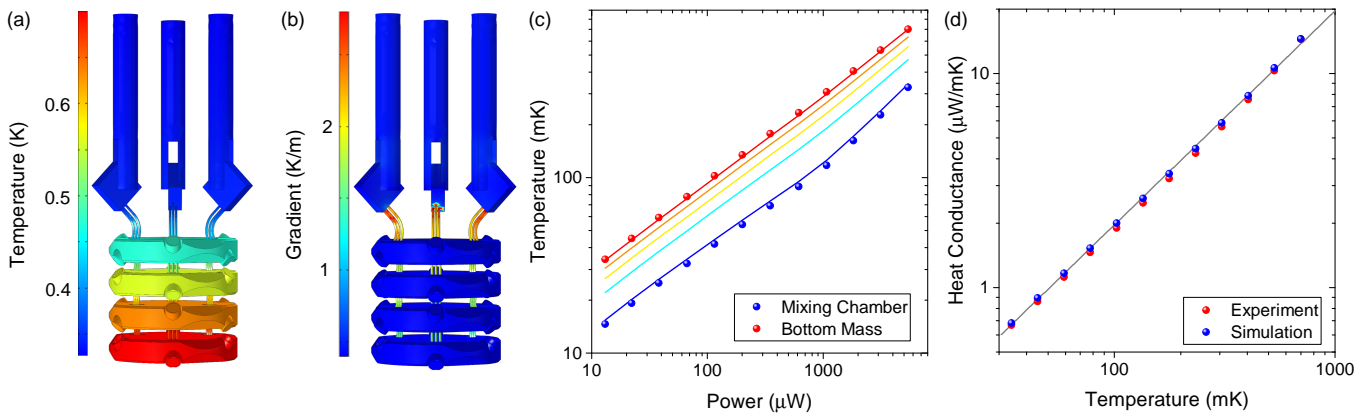 (a)
Temperature (K)
0.6
0.5
0.4
(b)
Gradient (K/m)
2
1
(c)
Temperature (mK)
100
10
10
100
1000
Power (μW)
Mixing Chamber
Bottom Mass
(d)
Heat Conductance (μW/mK)
10
1
100
1000
Temperature (mK)
Experiment
Simulation